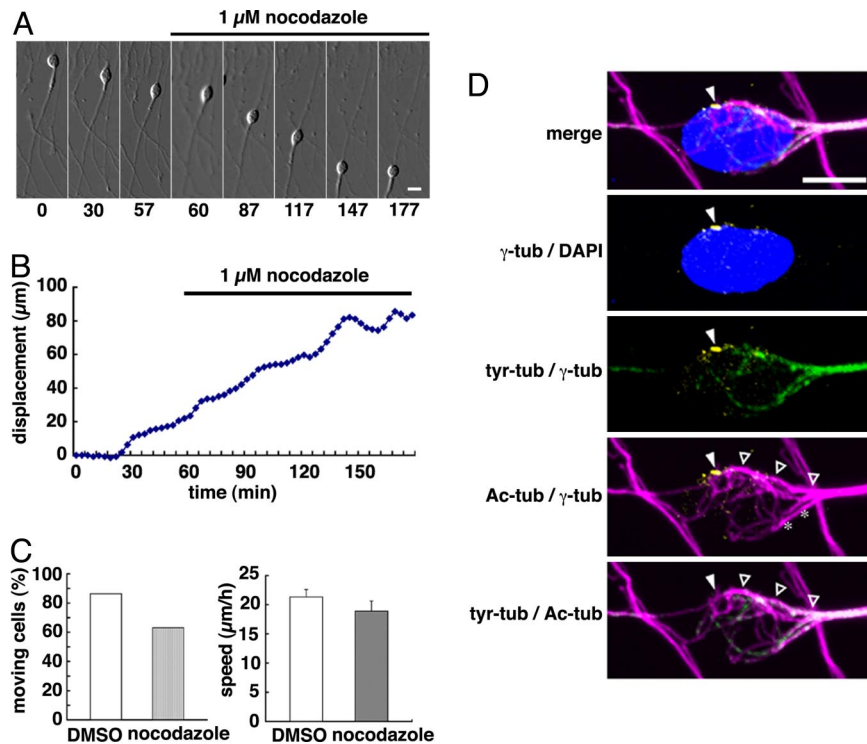 A
1 µM nocodazole
0 30 57 60 87 117 147 177
B
1 µM nocodazole
displacement (µm)
100
80
60
40
20
0
0 30 60 90 120 150
time (min)
C
moving cells (%)
100
80
60
40
20
0
DMSO nocodazole
speed (µm/h)
25
20
15
10
5
0
DMSO nocodazole
D
merge
γ-tub / DAPI
tyr-tub / γ-tub
Ac-tub / γ-tub
* *
tyr-tub / Ac-tub